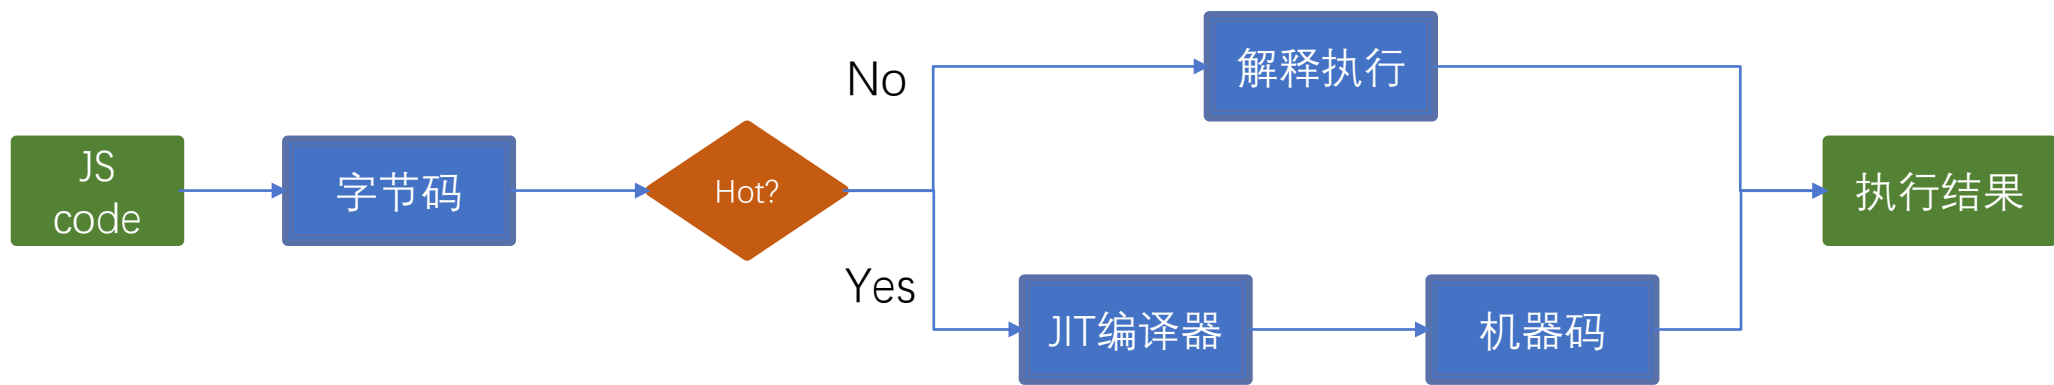 JS
code
字节码
Hot?
No
解释执行
Yes
JIT编译器
机器码
执行结果